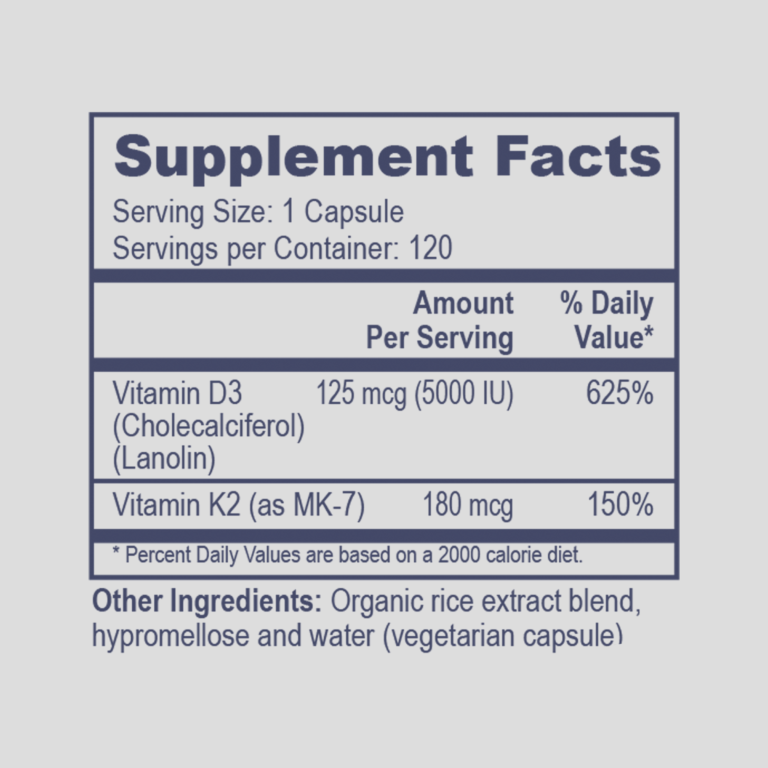 Supplement Facts
Serving Size: 1 Capsule
Servings per Container: 120
Amount % Daily
Per Serving Value*
Vitamin D3 125 mcg (5000 IU) 625%
(Cholecalciferol)
(Lanolin)
Vitamin K2 (as MK-7) 180 mcg 150%
* Percent Daily Values are based on a 2000 calorie diet.
Other Ingredients: Organic rice extract blend,
hypromellose and water (vegetarian capsule)